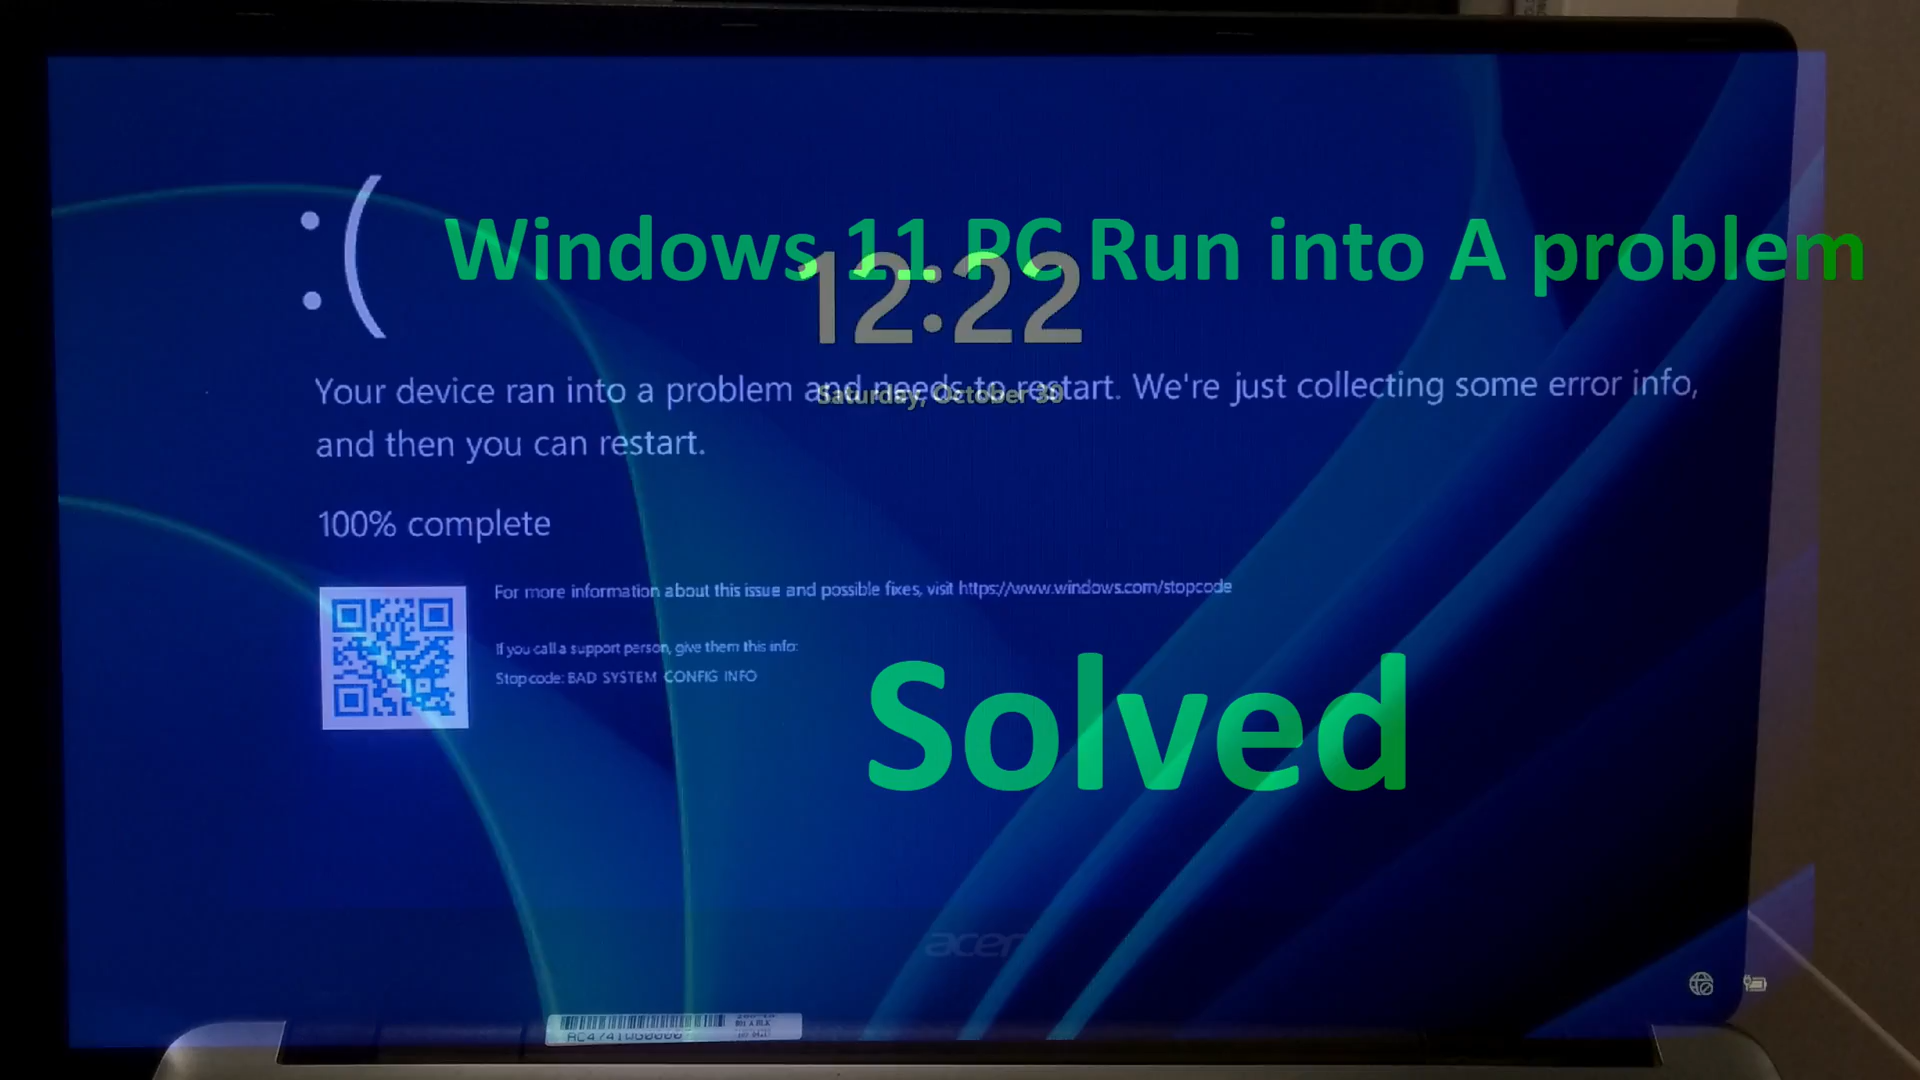 :( Windows 11 PC Run into A problem
12:22
Your device ran into a problem and needs to restart. We're just collecting some error info,
Saturday, October 30
and then you can restart.
100% complete
For more information about this issue and possible fixes, visit https://www.windows.com/stopcode
If you call a support person, give them this info:
Stop code: BAD SYSTEM CONFIG INFO
Solved
acer